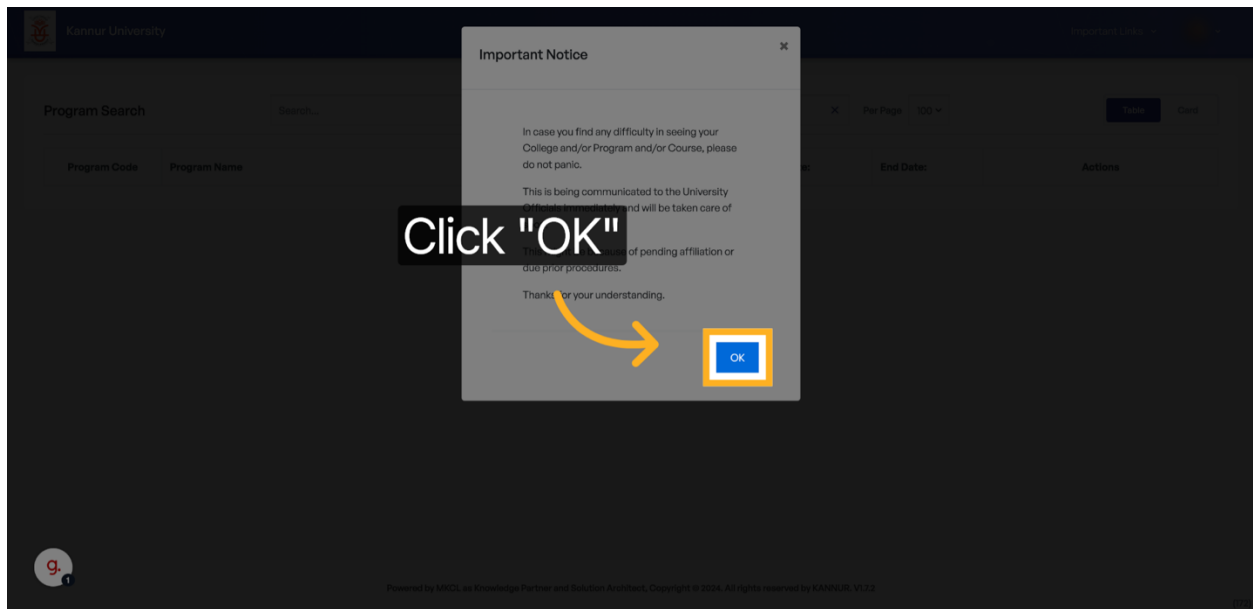 Kannur University
Important Links
Important Notice
×
Program Search
Search...
×
Per Page
100
Table
Card
Program Code
Program Name
End Date:
Actions
In case you find any difficulty in seeing your
College and/or Program and/or Course, please
do not panic.
This is being communicated to the University
Officials immediately and will be taken care of
Click "OK"
of pending affiliation or
due prior procedures.
Thanks for your understanding.
OK
g.
1
Powered by MKCL as Knowledge Partner and Solution Architect, Copyright © 2024. All rights reserved by KANNUR. V1.7.3